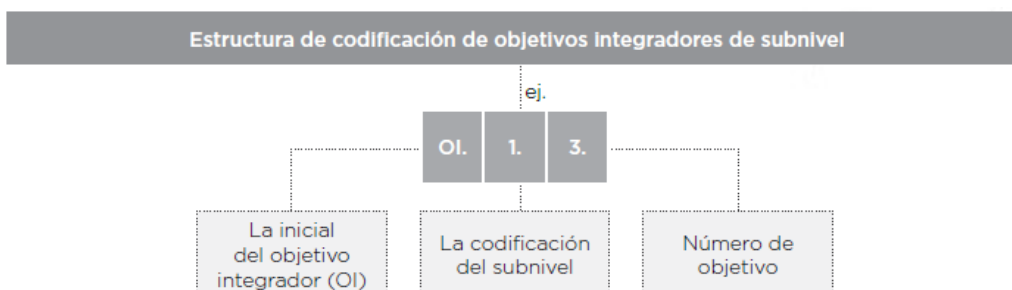 Estructura de codificación de objetivos integradores de subnivel
ej.
OI. 1. 3.
La inicial
del objetivo
integrador (OI)
La codificación
del subnivel
Número de
objetivo